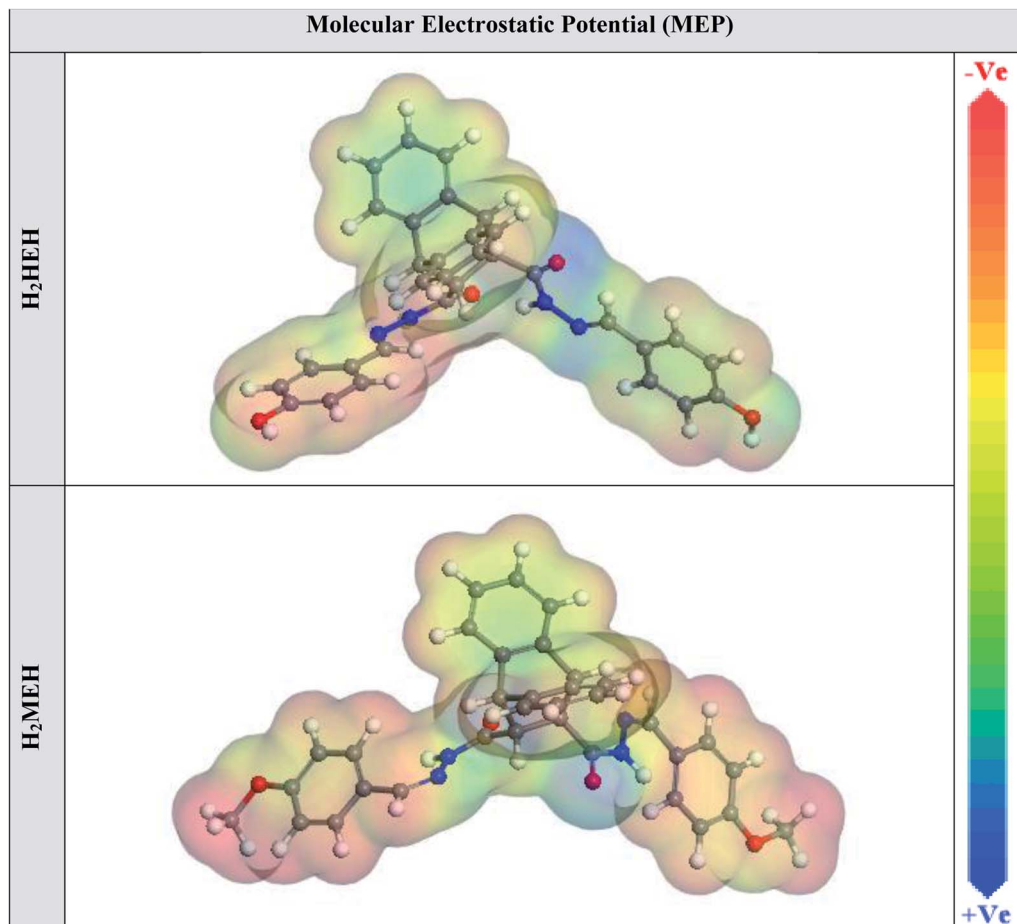 Molecular Electrostatic Potential (MEP)
-Ve
H₂HEH
H₂MEH
+Ve